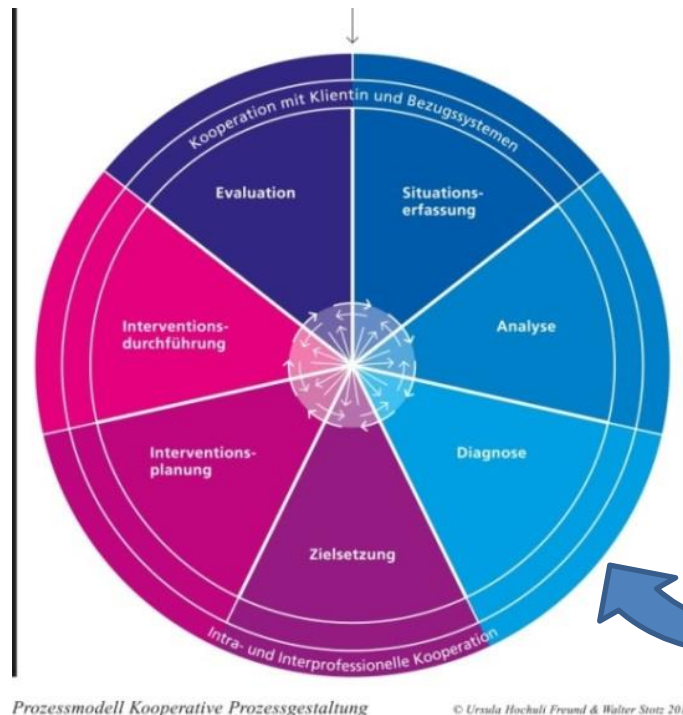 Kooperation mit Klientin und Bezugssystemen
Evaluation
Situations-
erfassung
Interventions-
durchführung
Analyse
Interventions-
planung
Diagnose
Zielsetzung
Intra- und Interprofessionelle Kooperation
Prozessmodell Kooperative Prozessgestaltung
© Ursula Hochuli Freund & Walter Stotz